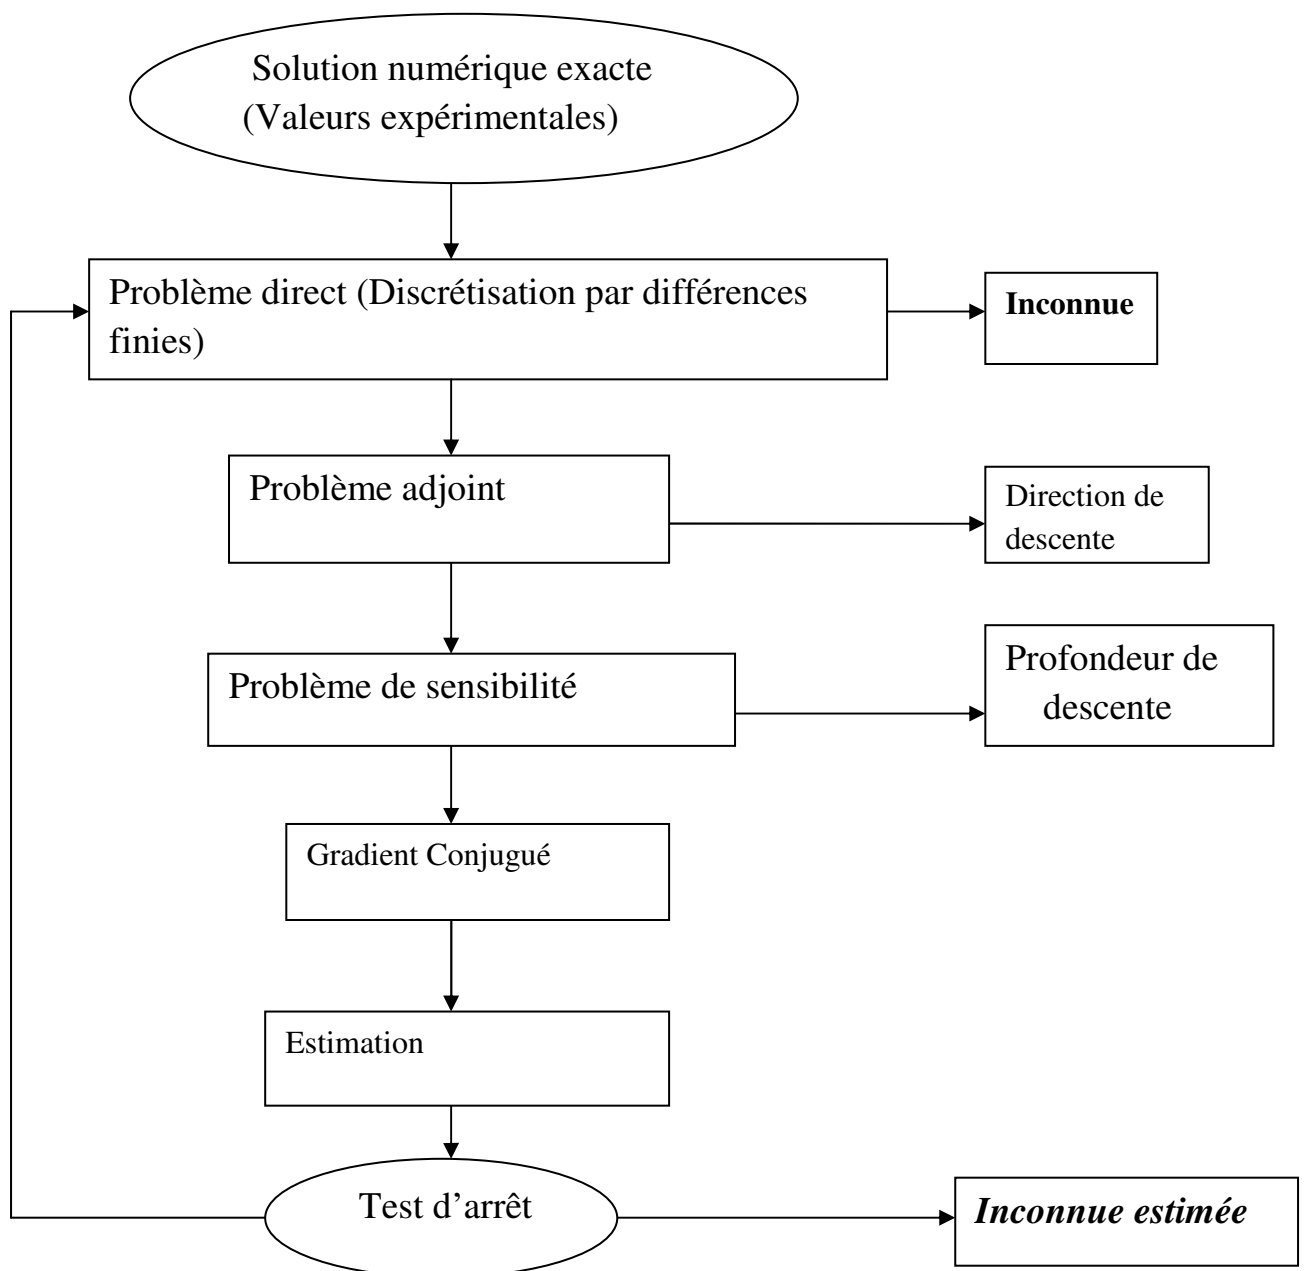 Solution numérique exacte
(Valeurs expérimentales)
Problème direct (Discrétisation par différences
finies)
Inconnue
Problème adjoint
Direction de
descente
Problème de sensibilité
Profondeur de
descente
Gradient Conjugué
Estimation
Test d’arrêt
Inconnue estimée